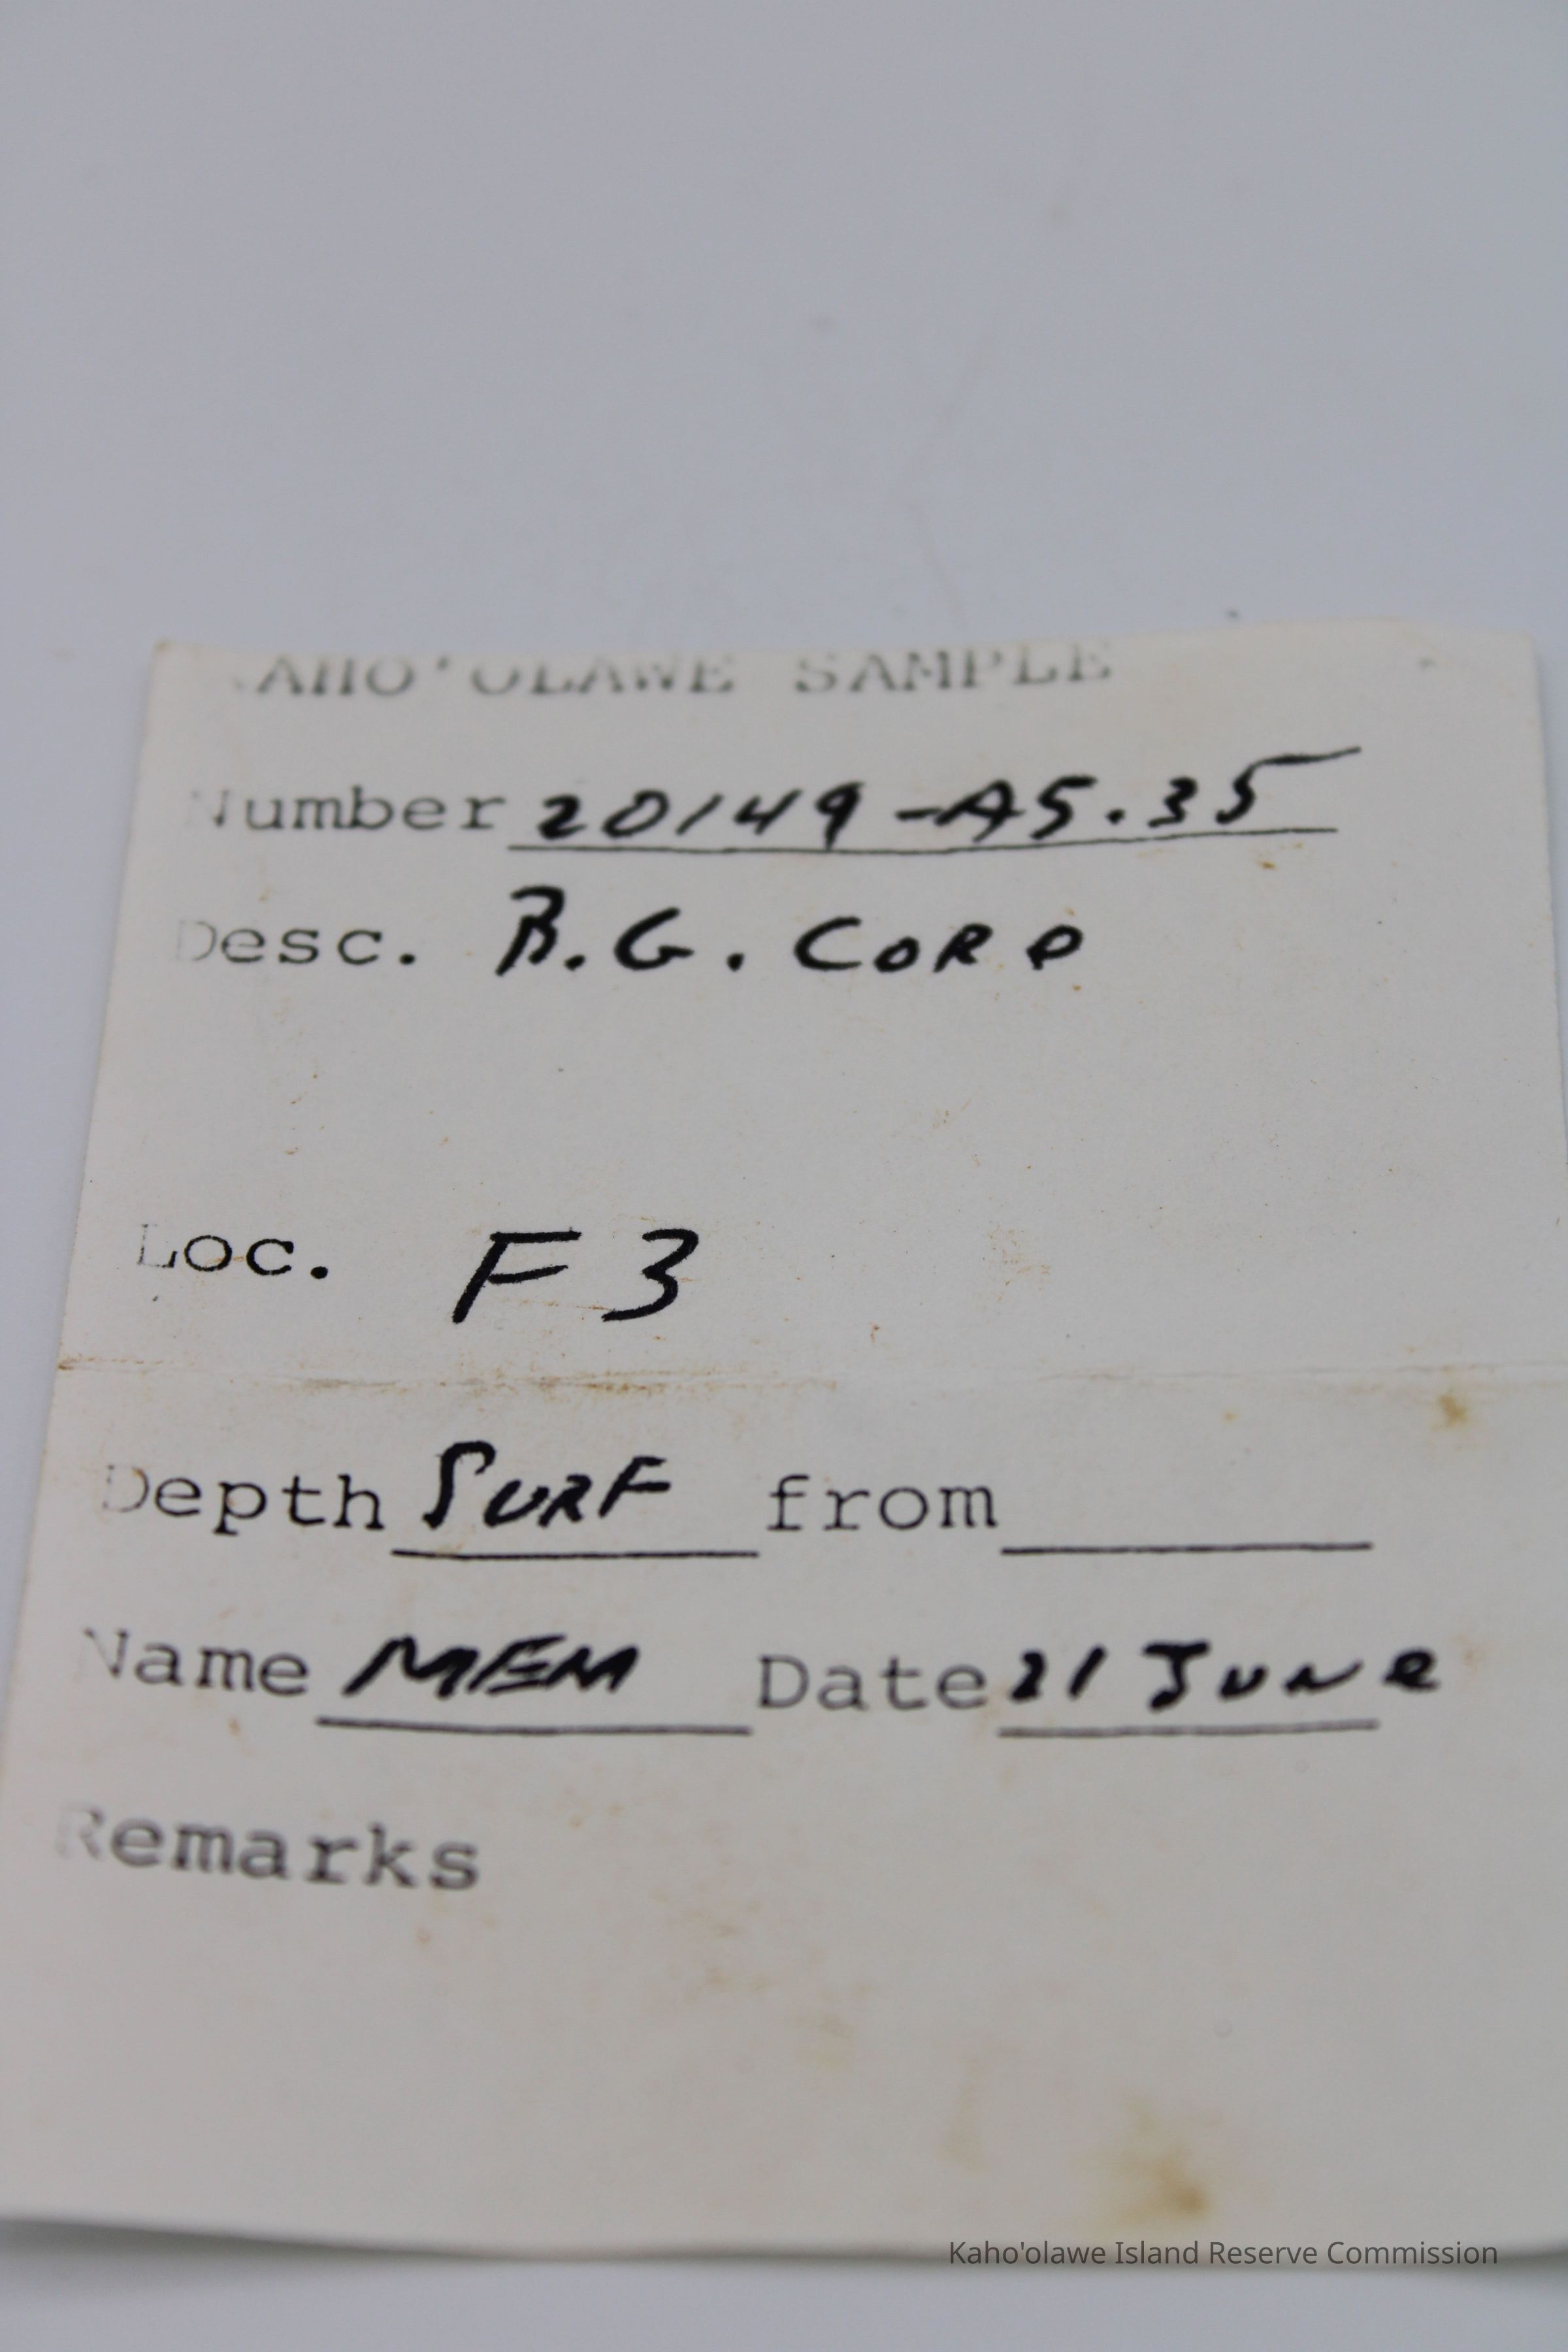 KAHO'OLAWE SAMPLE
Number 20149-A5.35
Desc. B.G. CORD
Loc. F3
Depth SURF from
Name MEM Date 21 June
Remarks
Kaho'olawe Island Reserve Commission